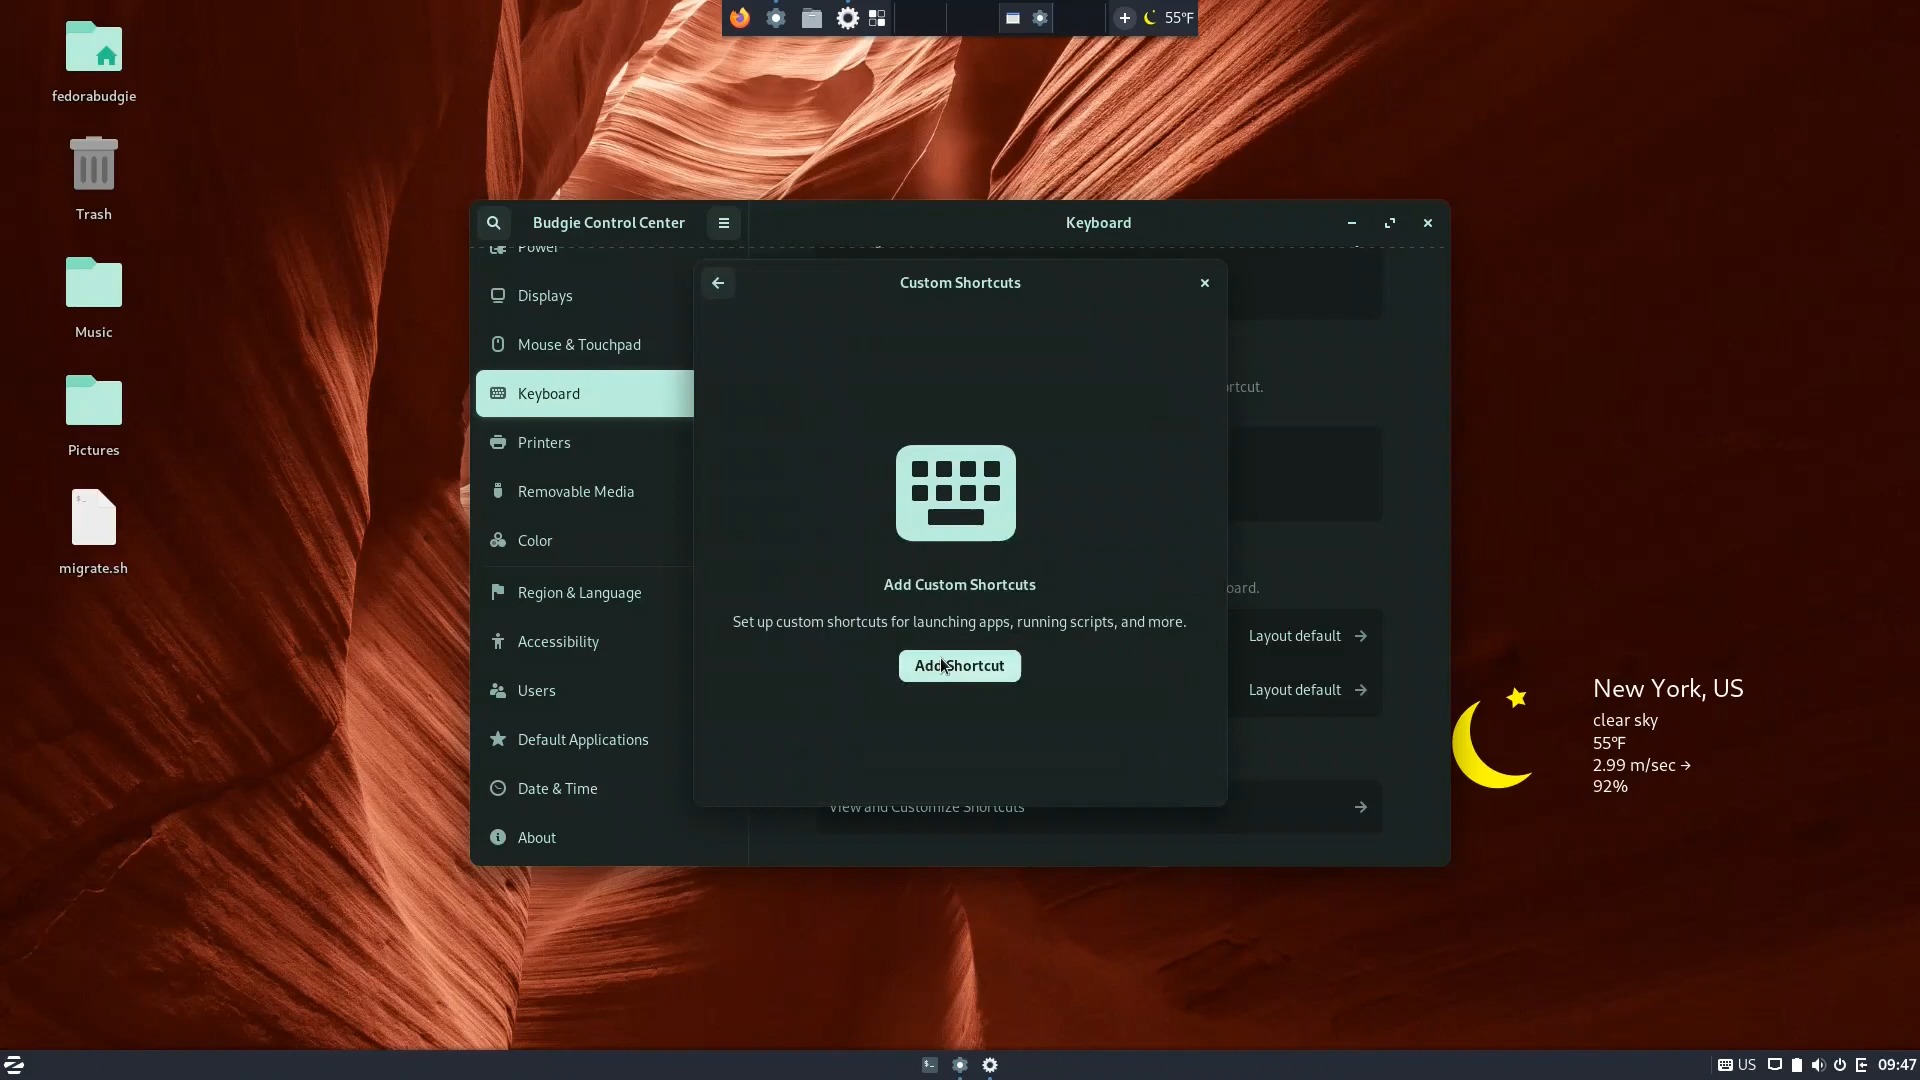 55°F
fedorabudgie
Trash
Music
Pictures
migrate.sh
Budgie Control Center
Keyboard
Power
Displays
Mouse & Touchpad
Keyboard
Printers
Removable Media
Color
Region & Language
Accessibility
Users
Default Applications
Date & Time
About
Custom Shortcuts
Add Custom Shortcuts
Set up custom shortcuts for launching apps, running scripts, and more.
Add Shortcut
rtcut.
oard.
Layout default
Layout default
View and Customize Shortcuts
New York, US
clear sky
55°F
2.99 m/sec →
92%
US
09:47